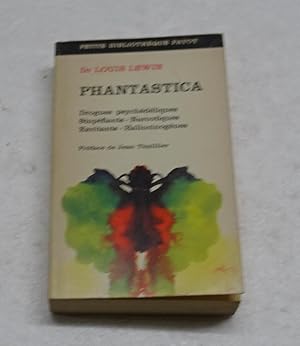 PETITE BIBLIOTHÈQUE PAYOT
Dr LOUIS LEWIN
PHANTASTICA
Drogues psychédéliques
Stupéfiants - Narcotiques
Excitants - Hallucinogènes
Préface de Jean Thuillier